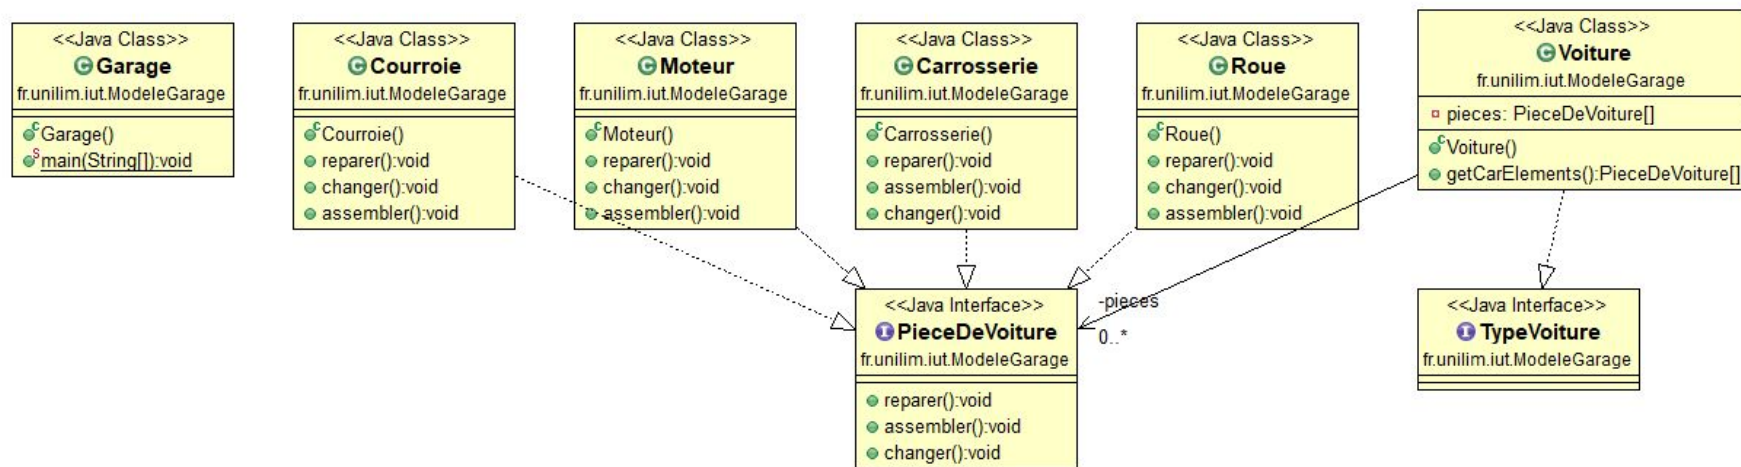 <<Java Class>>
Garage
fr.unilim.iut.ModeleGarage
Garage()
main(String[]):void
<<Java Class>>
Courroie
fr.unilim.iut.ModeleGarage
Courroie()
reparer():void
changer():void
assembler():void
<<Java Class>>
Moteur
fr.unilim.iut.ModeleGarage
Moteur()
reparer():void
changer():void
assembler():void
<<Java Class>>
Carrosserie
fr.unilim.iut.ModeleGarage
Carrosserie()
reparer():void
assembler():void
changer():void
<<Java Class>>
Roue
fr.unilim.iut.ModeleGarage
Roue()
reparer():void
changer():void
assembler():void
<<Java Class>>
Voiture
fr.unilim.iut.ModeleGarage
pieces: PieceDeVoiture[]
Voiture()
getCarElements():PieceDeVoiture[]
<<Java Interface>>
PieceDeVoiture
fr.unilim.iut.ModeleGarage
reparer():void
assembler():void
changer():void
-pieces
0..*
<<Java Interface>>
TypeVoiture
fr.unilim.iut.ModeleGarage